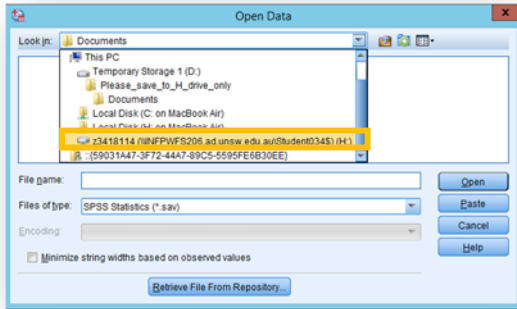 Open Data
x
Look in: Documents
This PC
Temporary Storage 1 (D:)
Please_save_to_H_drive_only
Documents
Local Disk (C: on MacBook Air)
Local Disk (H: on MacBook Air)
z3418114 (\\INFPWFS206.ad.unsw.edu.au\Student034$) (H:)
::{59031A47-3F72-44A7-89C5-5595FE6B30EE}
File name:
Open
Files of type: SPSS Statistics (*.sav)
Paste
Encoding:
Cancel
Minimize string widths based on observed values
Help
Retrieve File From Repository...